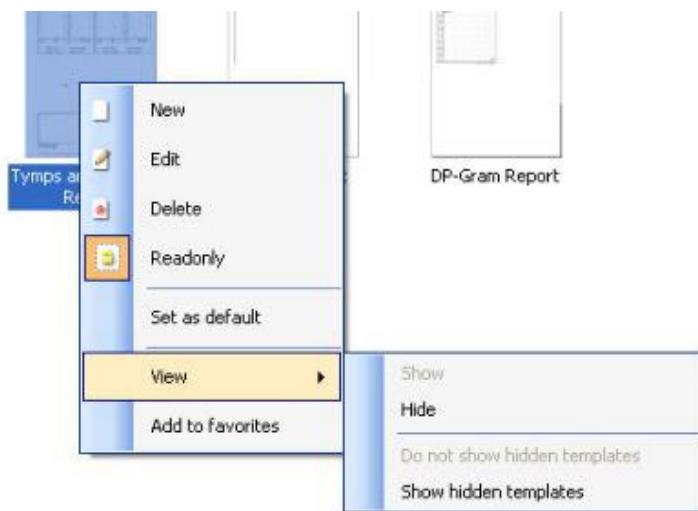 Tymps a
Re
DP-Gram Report
New
Edit
Delete
Readonly
Set as default
View
Add to favorites
Show
Hide
Do not show hidden templates
Show hidden templates